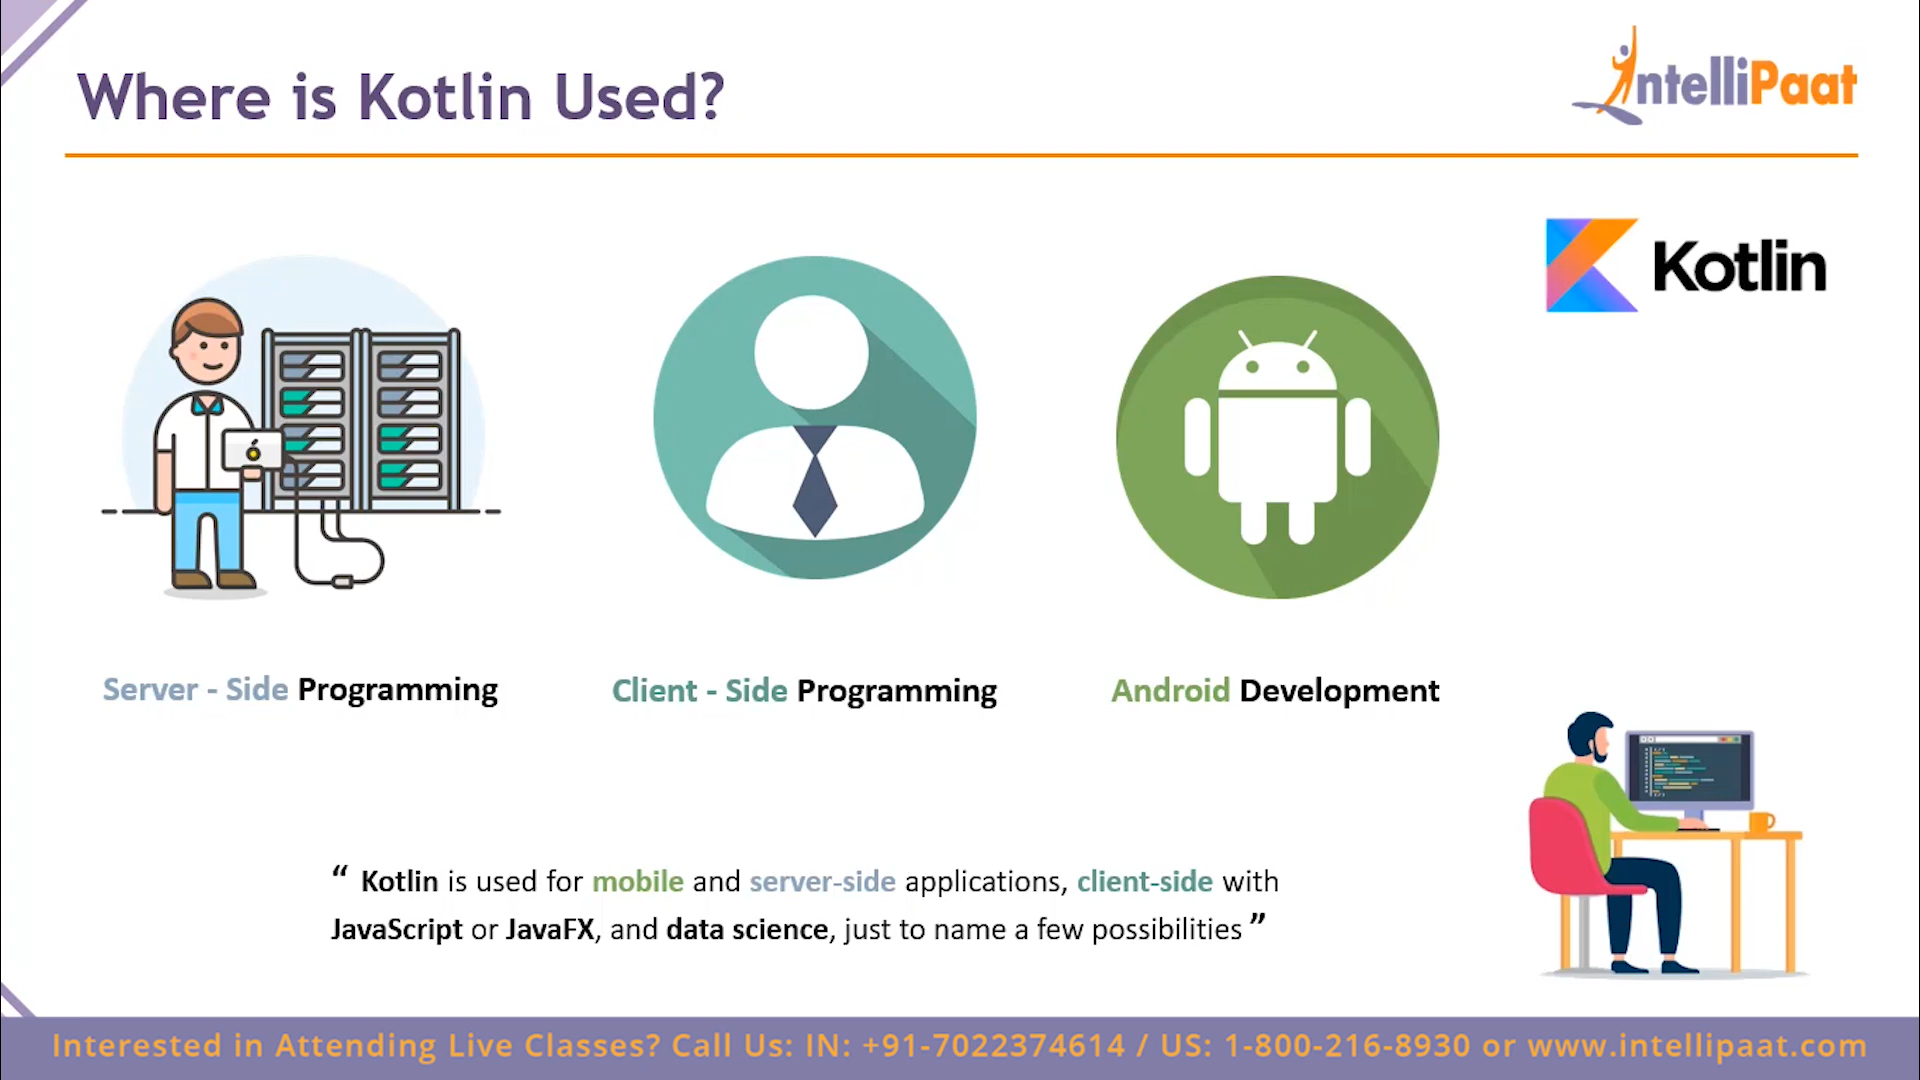 Where is Kotlin Used?
IntelliPaat
Kotlin
Server - Side Programming
Client - Side Programming
Android Development
“ Kotlin is used for mobile and server-side applications, client-side with
JavaScript or JavaFX, and data science, just to name a few possibilities ”
Interested in Attending Live Classes? Call Us: IN: +91-7022374614 / US: 1-800-216-8930 or www.intellipaat.com